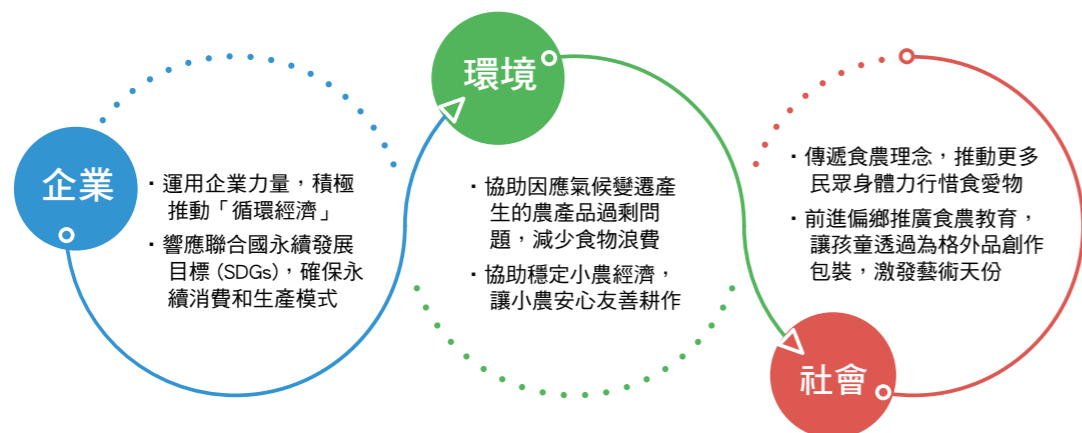 企業
・運用企業力量，積極
推動「循環經濟」
・響應聯合國永續發展
目標 (SDGs)，確保永
續消費和生產模式
環境
・協助因應氣候變遷產
生的農產品過剩問
題，減少食物浪費
・協助穩定小農經濟，
讓小農安心友善耕作
・傳遞食農理念，推動更多
民眾身體力行惜食愛物
・前進偏鄉推廣食農教育，
讓孩童透過為格外品創作
包裝，激發藝術天份
社會